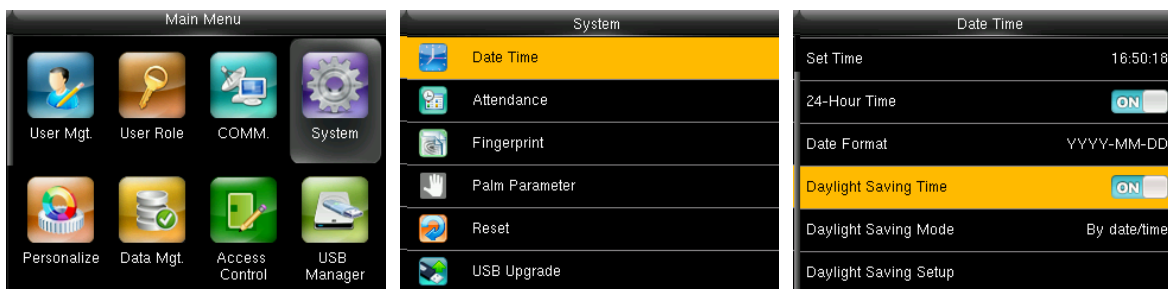 Main Menu
User Mgt.
User Role
COMM.
System
Personalize
Data Mgt.
Access
Control
USB
Manager
System
Date Time
Attendance
Fingerprint
Palm Parameter
Reset
USB Upgrade
Date Time
Set Time 16:50:18
24-Hour Time ON
Date Format YYYY-MM-DD
Daylight Saving Time ON
Daylight Saving Mode By date/time
Daylight Saving Setup